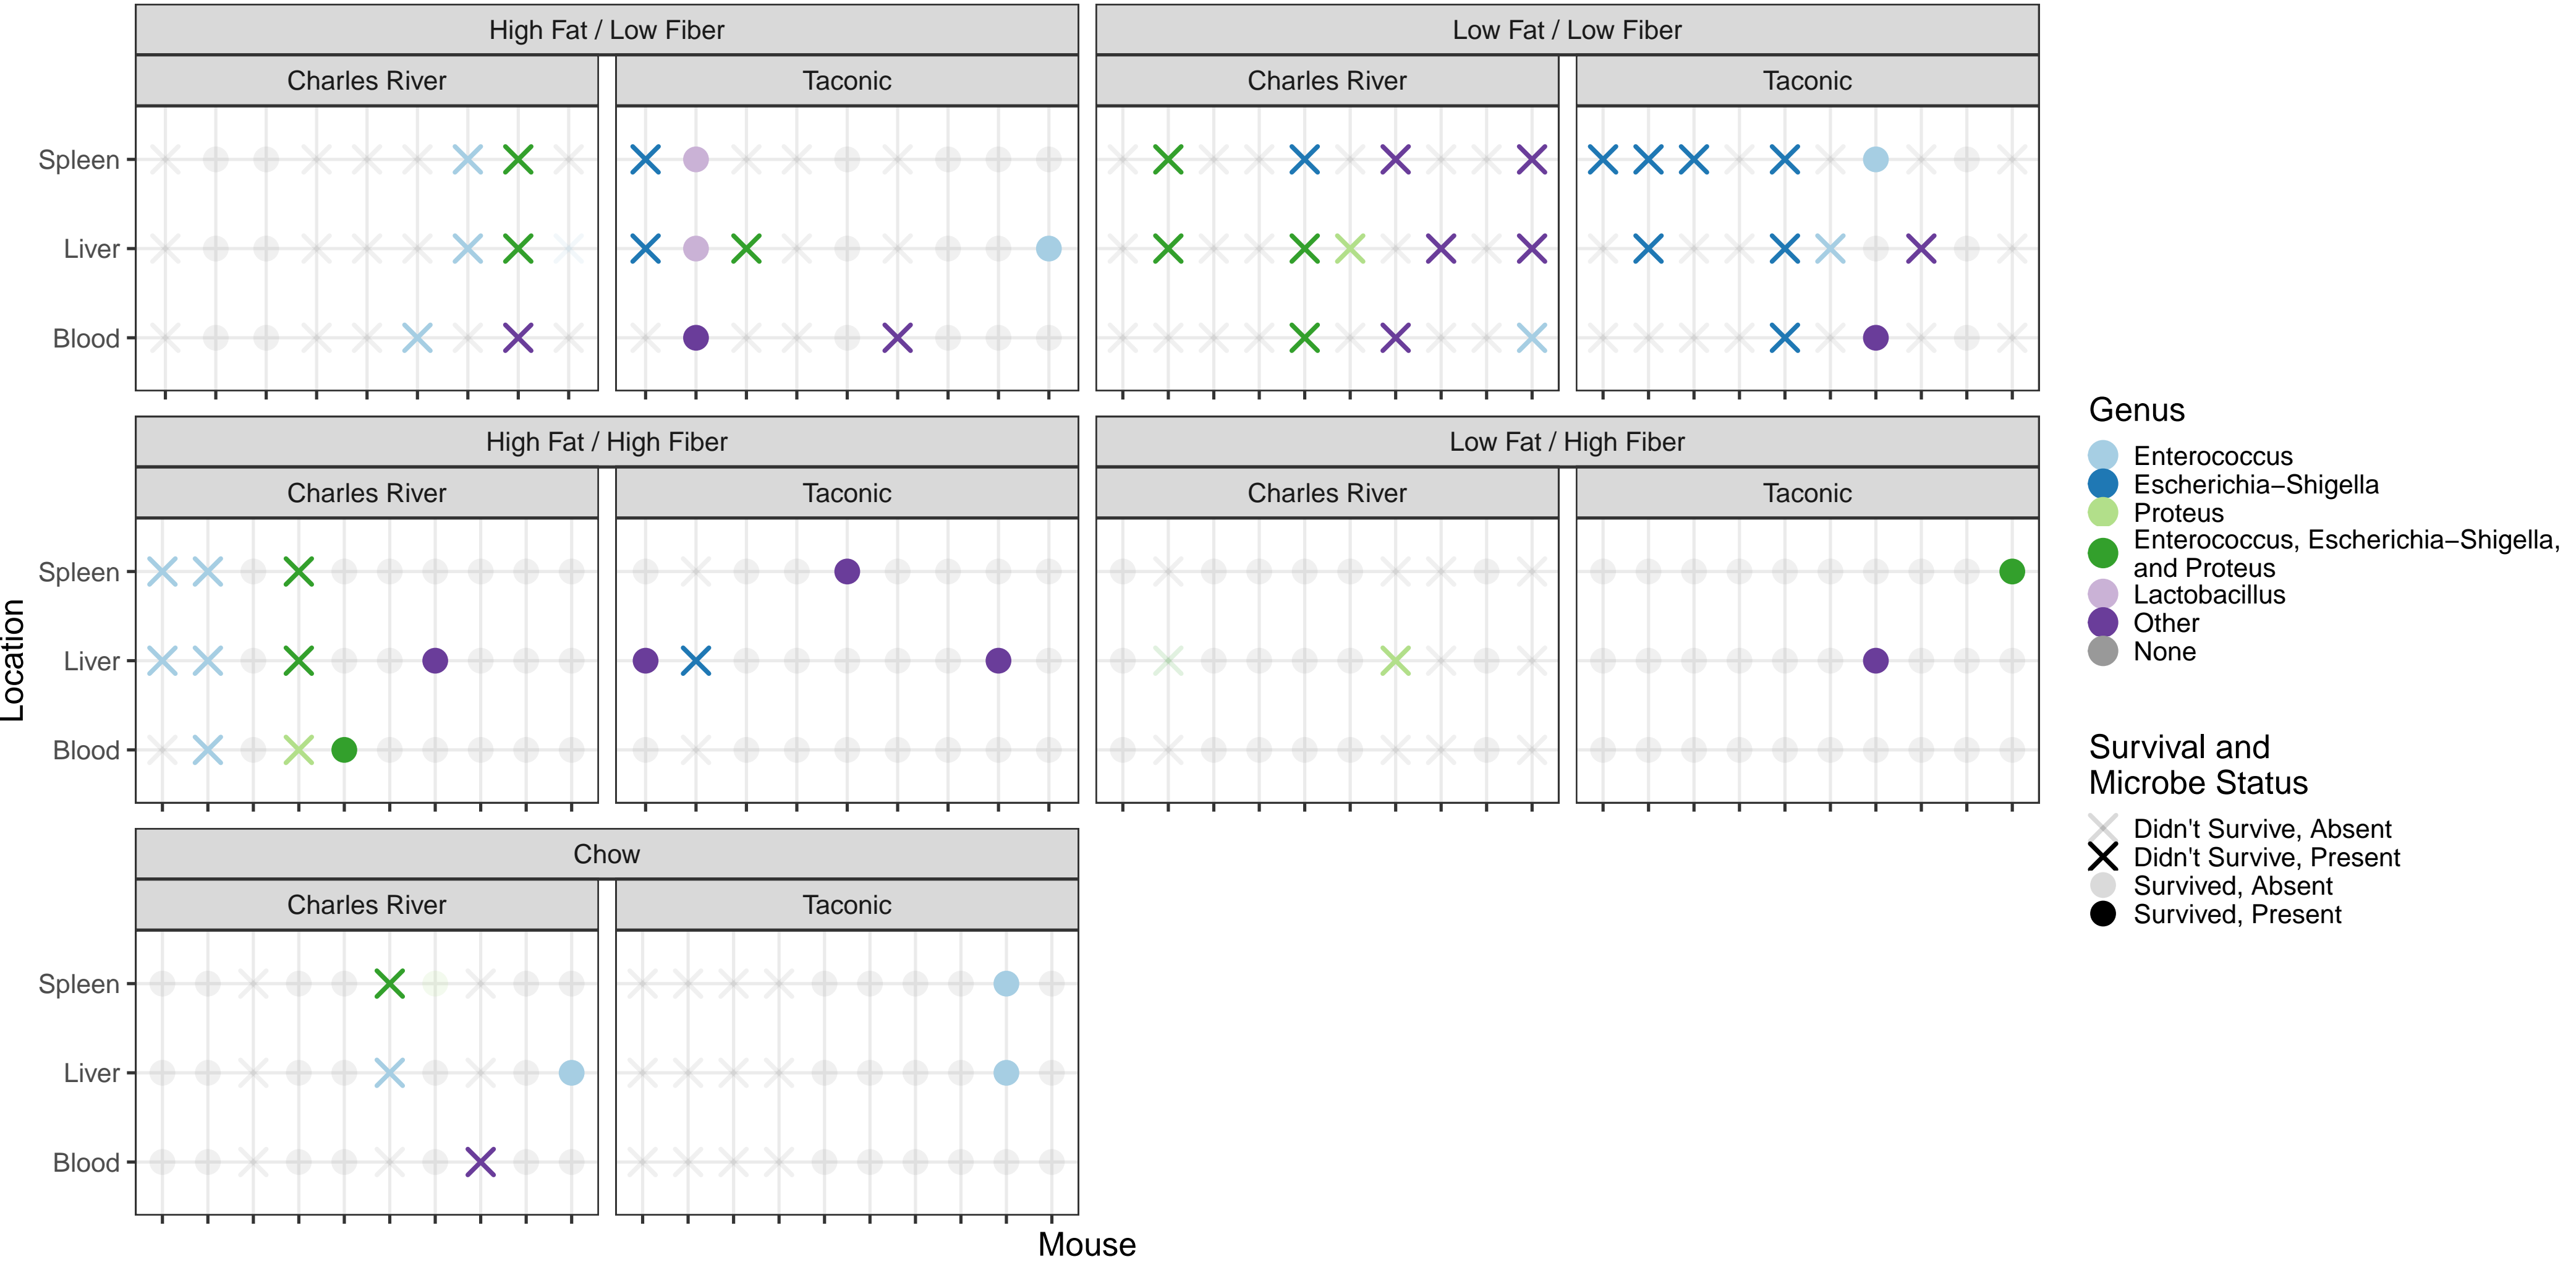 High Fat / Low Fiber
Low Fat / Low Fiber
Charles River
Taconic
Charles River
Taconic
Spleen
Liver
Blood
High Fat / High Fiber
Low Fat / High Fiber
Charles River
Taconic
Charles River
Taconic
Spleen
Liver
Blood
Chow
Charles River
Taconic
Spleen
Liver
Blood
Location
Mouse
Genus
Enterococcus
Escherichia−Shigella
Proteus
Enterococcus, Escherichia−Shigella,
and Proteus
Lactobacillus
Other
None
Survival and
Microbe Status
Didn't Survive, Absent
Didn't Survive, Present
Survived, Absent
Survived, Present